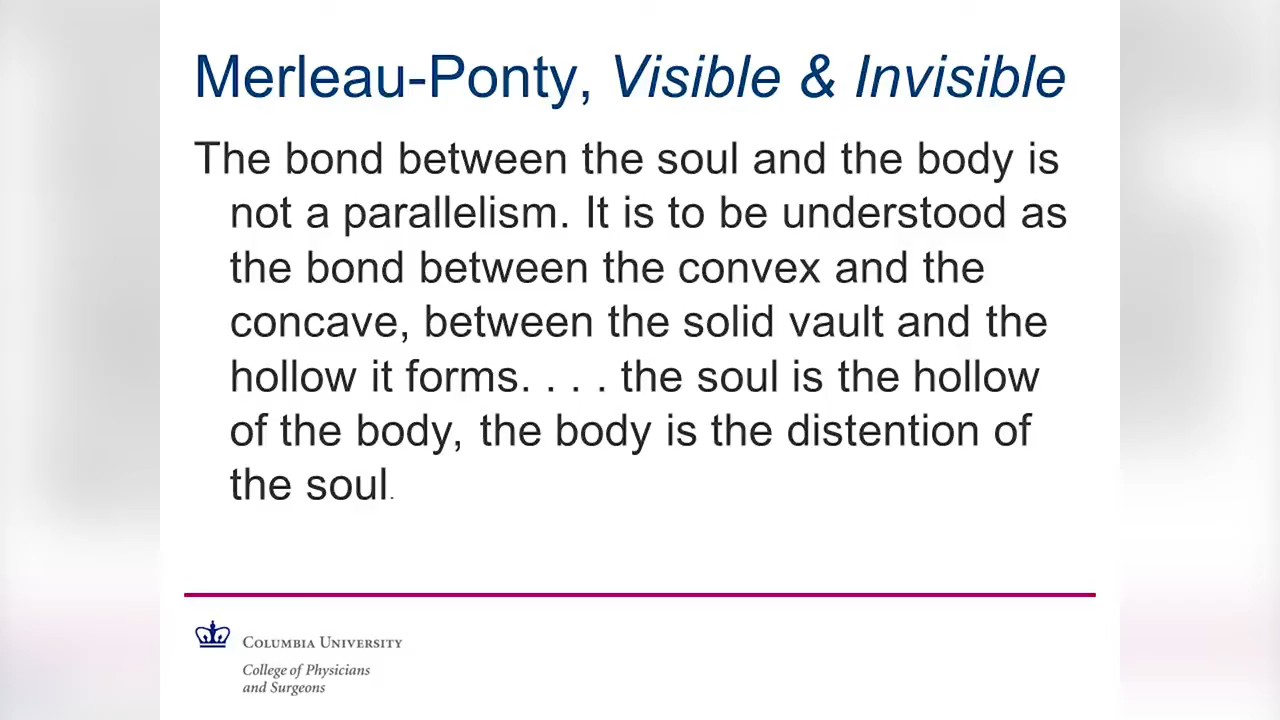 Merleau-Ponty, Visible & Invisible
The bond between the soul and the body is
not a parallelism. It is to be understood as
the bond between the convex and the
concave, between the solid vault and the
hollow it forms. . . . the soul is the hollow
of the body, the body is the distention of
the soul.
COLUMBIA UNIVERSITY
College of Physicians
and Surgeons